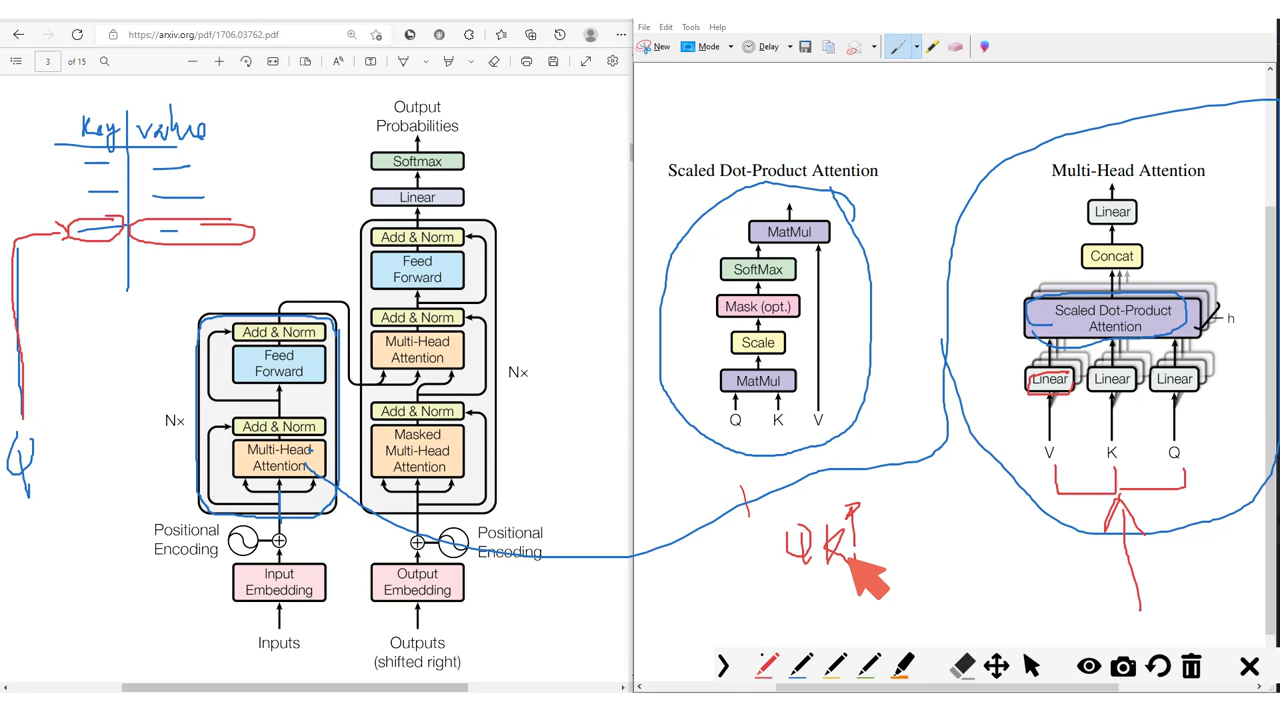 https://arxiv.org/pdf/1706.03762.pdf
3 of 15
Key value
Output
Probabilities
Softmax
Linear
Add & Norm
Feed
Forward
Add & Norm
Multi-Head
Attention
Add & Norm
Masked
Multi-Head
Attention
Nx
Add & Norm
Feed
Forward
Nx
Add & Norm
Multi-Head
Attention
Q
Positional
Encoding
Positional
Encoding
Input
Embedding
Output
Embedding
Inputs
Outputs
(shifted right)
File Edit Tools Help
New Mode Delay
Scaled Dot-Product Attention
MatMul
SoftMax
Mask (opt.)
Scale
MatMul
Q K V
Multi-Head Attention
Linear
Concat
Scaled Dot-Product
Attention
h
Linear Linear Linear
V K Q
QKT